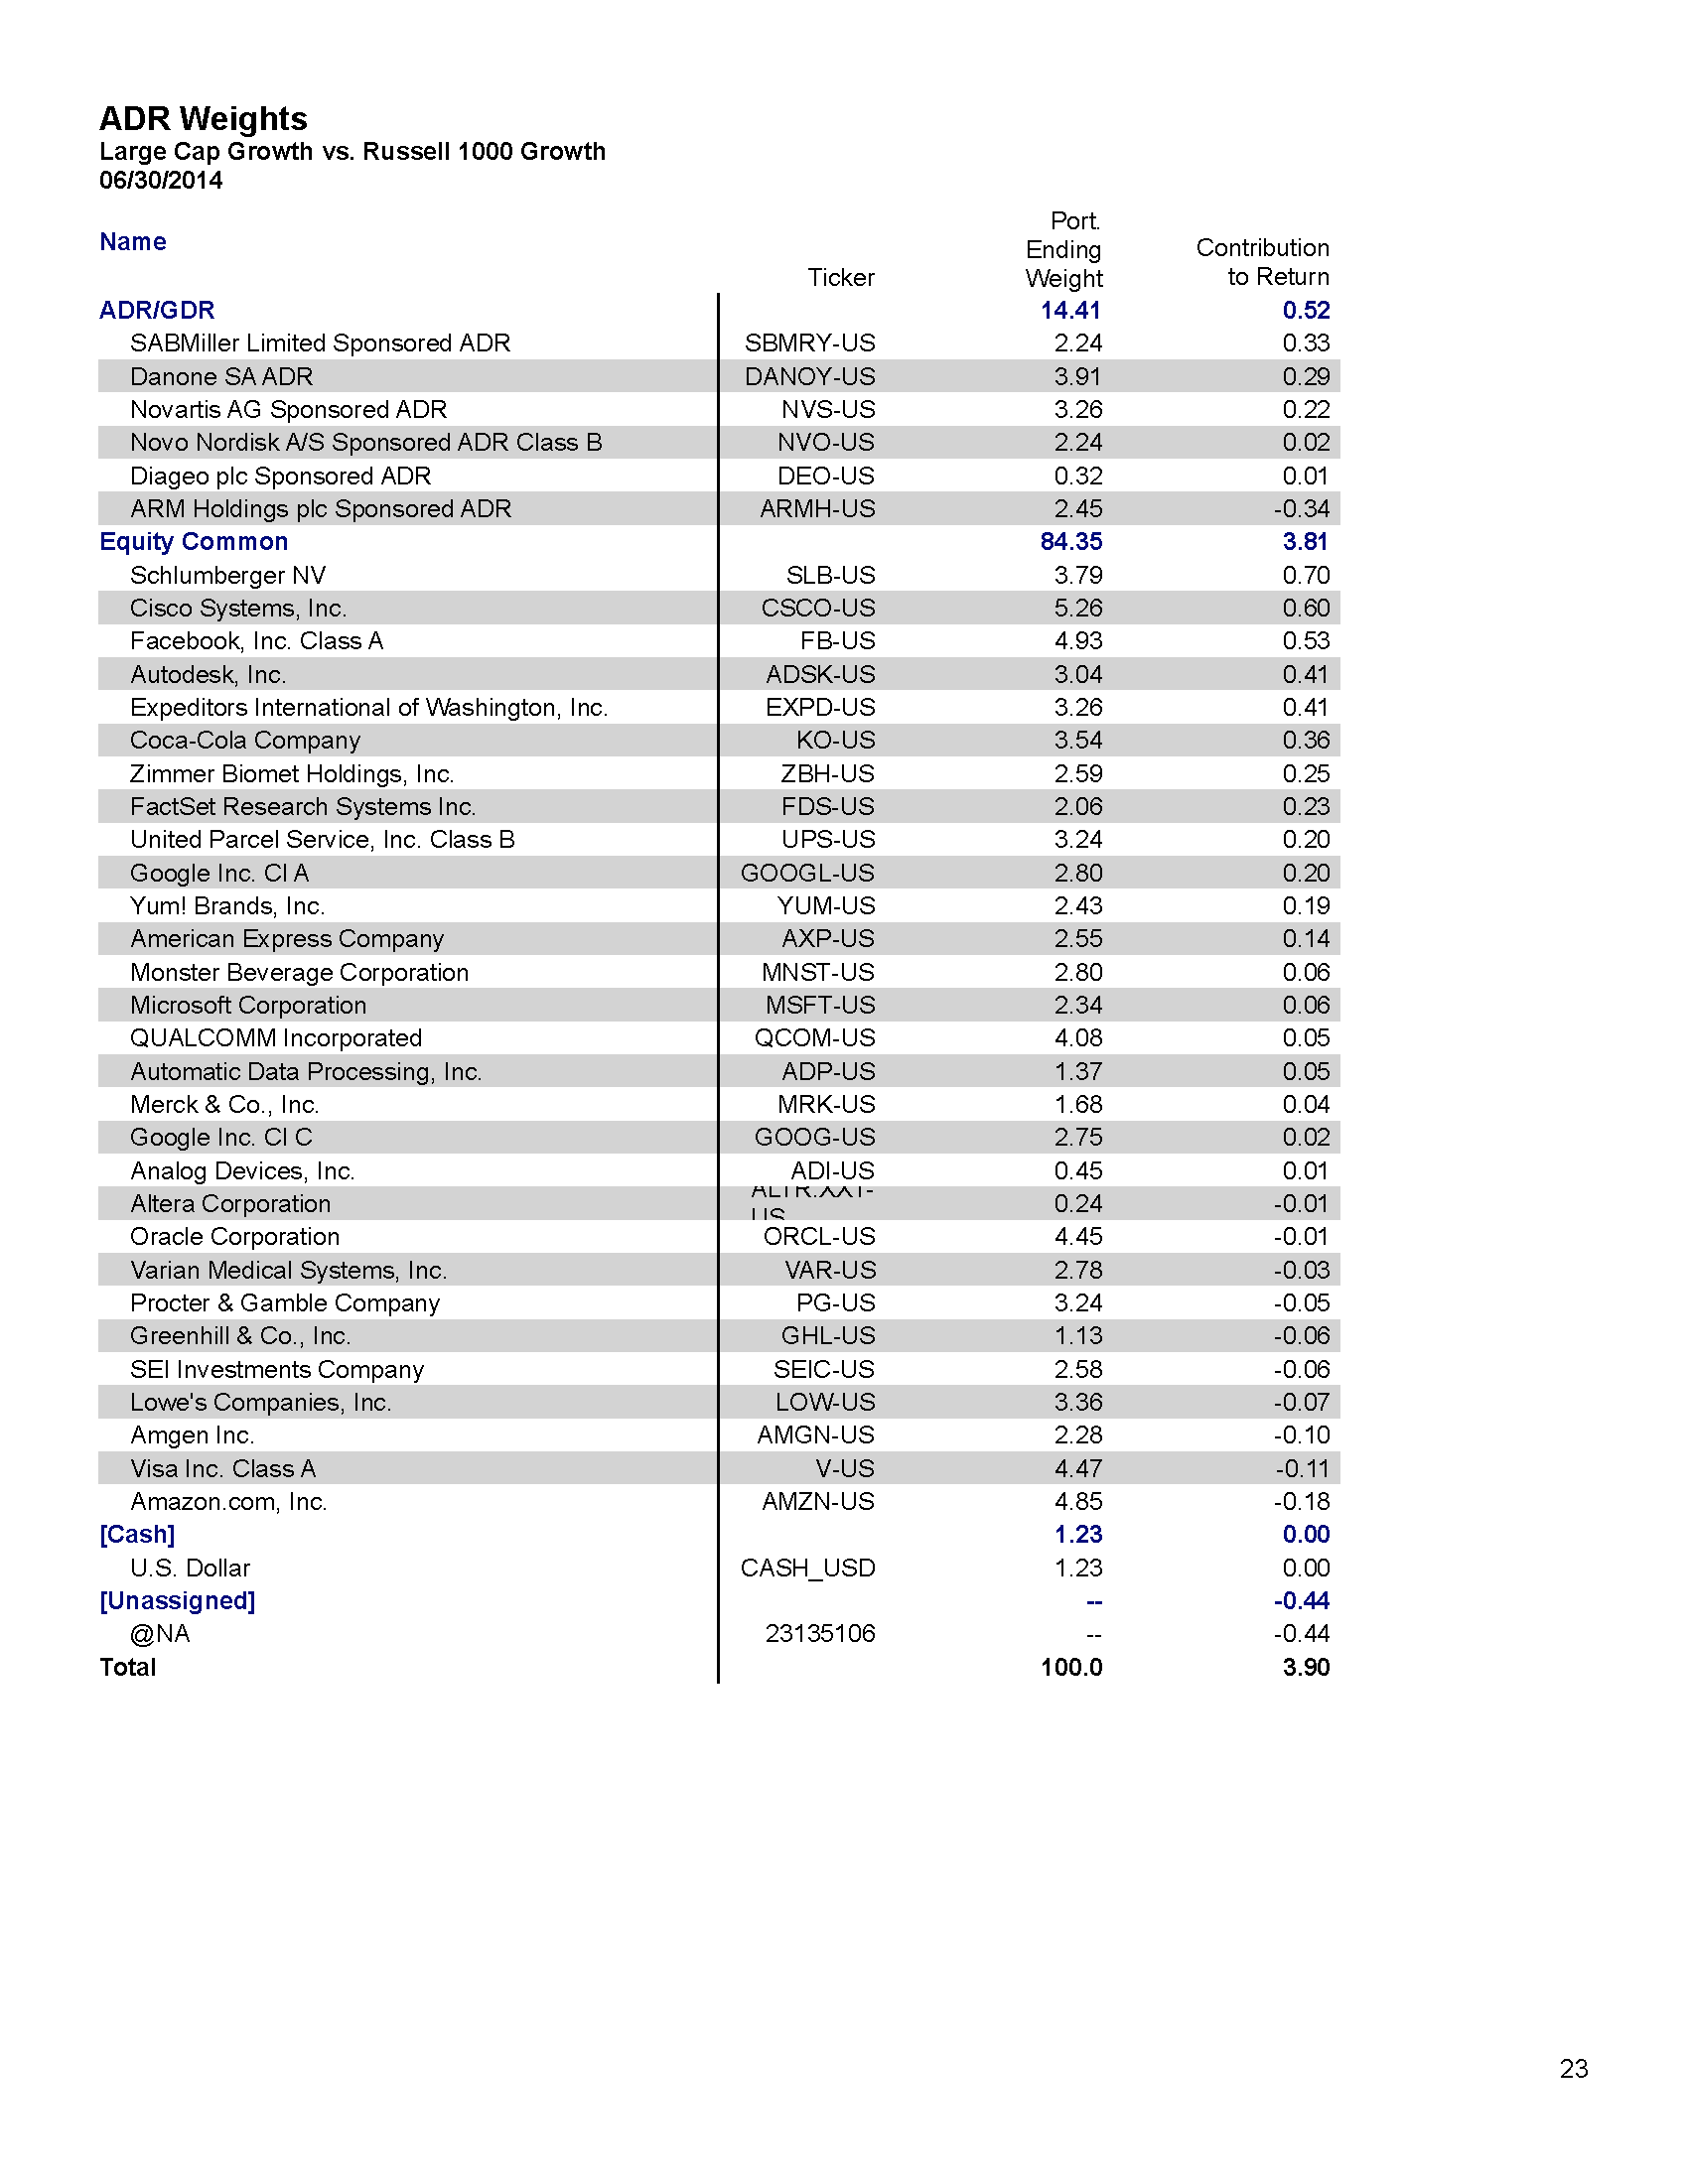 ADR Weights
Large Cap Growth vs. Russell 1000 Growth
06/30/2014
Name Ticker Port. Ending Weight Contribution to Return
ADR/GDR 14.41 0.52
SABMiller Limited Sponsored ADR SBMRY-US 2.24 0.33
Danone SA ADR DANOY-US 3.91 0.29
Novartis AG Sponsored ADR NVS-US 3.26 0.22
Novo Nordisk A/S Sponsored ADR Class B NVO-US 2.24 0.02
Diageo plc Sponsored ADR DEO-US 0.32 0.01
ARM Holdings plc Sponsored ADR ARMH-US 2.45 -0.34
Equity Common 84.35 3.81
Schlumberger NV SLB-US 3.79 0.70
Cisco Systems, Inc. CSCO-US 5.26 0.60
Facebook, Inc. Class A FB-US 4.93 0.53
Autodesk, Inc. ADSK-US 3.04 0.41
Expeditors International of Washington, Inc. EXPD-US 3.26 0.41
Coca-Cola Company KO-US 3.54 0.36
Zimmer Biomet Holdings, Inc. ZBH-US 2.59 0.25
FactSet Research Systems Inc. FDS-US 2.06 0.23
United Parcel Service, Inc. Class B UPS-US 3.24 0.20
Google Inc. Cl A GOOGL-US 2.80 0.20
Yum! Brands, Inc. YUM-US 2.43 0.19
American Express Company AXP-US 2.55 0.14
Monster Beverage Corporation MNST-US 2.80 0.06
Microsoft Corporation MSFT-US 2.34 0.06
QUALCOMM Incorporated QCOM-US 4.08 0.05
Automatic Data Processing, Inc. ADP-US 1.37 0.05
Merck & Co., Inc. MRK-US 1.68 0.04
Google Inc. Cl C GOOG-US 2.75 0.02
Analog Devices, Inc. ADI-US 0.45 0.01
Altera Corporation ALTR.XX1-US 0.24 -0.01
Oracle Corporation ORCL-US 4.45 -0.01
Varian Medical Systems, Inc. VAR-US 2.78 -0.03
Procter & Gamble Company PG-US 3.24 -0.05
Greenhill & Co., Inc. GHL-US 1.13 -0.06
SEI Investments Company SEIC-US 2.58 -0.06
Lowe's Companies, Inc. LOW-US 3.36 -0.07
Amgen Inc. AMGN-US 2.28 -0.10
Visa Inc. Class A V-US 4.47 -0.11
Amazon.com, Inc. AMZN-US 4.85 -0.18
[Cash] 1.23 0.00
U.S. Dollar CASH_USD 1.23 0.00
[Unassigned] -- -0.44
@NA 23135106 -- -0.44
Total 100.0 3.90
23